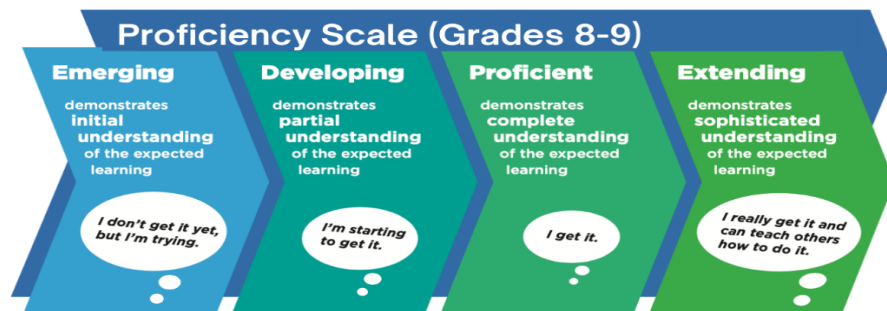 Proficiency Scale (Grades 8-9)
Emerging
demonstrates
initial
understanding
of the expected
learning
I don't get it yet,
but I'm trying.
Developing
demonstrates
partial
understanding
of the expected
learning
I'm starting
to get it.
Proficient
demonstrates
complete
understanding
of the expected
learning
I get it.
Extending
demonstrates
sophisticated
understanding
of the expected
learning
I really get it and
can teach others
how to do it.